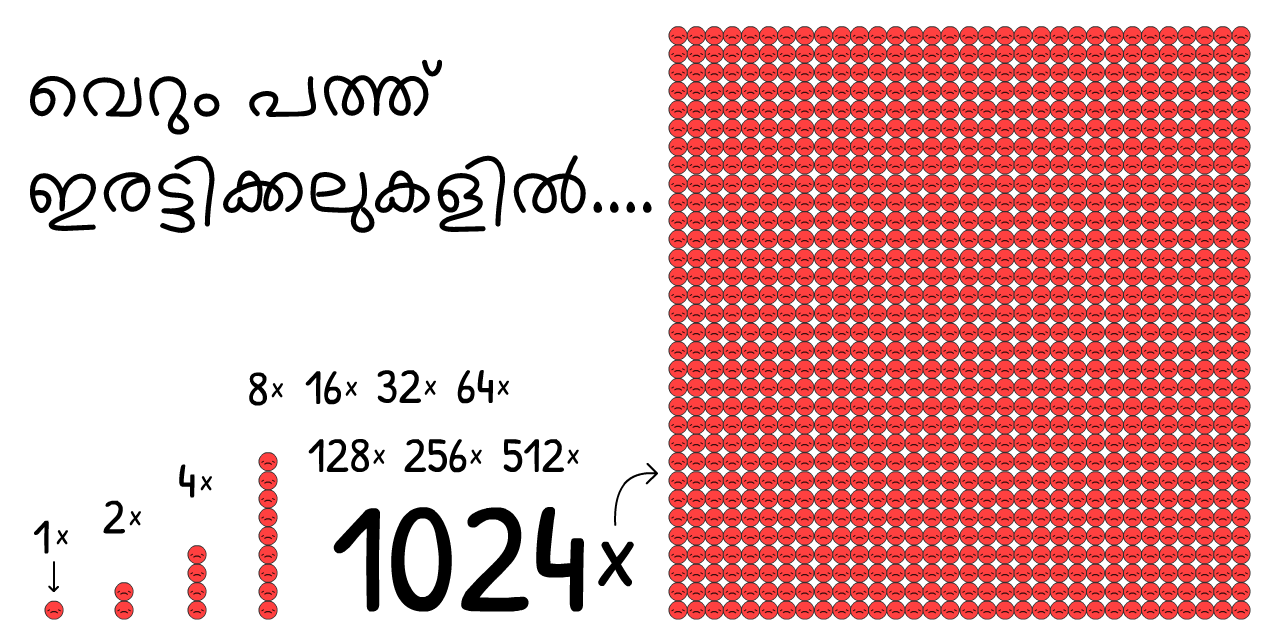 വെറും പത്ത്
ഇരട്ടിക്കലുകളിൽ....
8x 16x 32x 64x
128x 256x 512x
4x
2x
1x
1024x